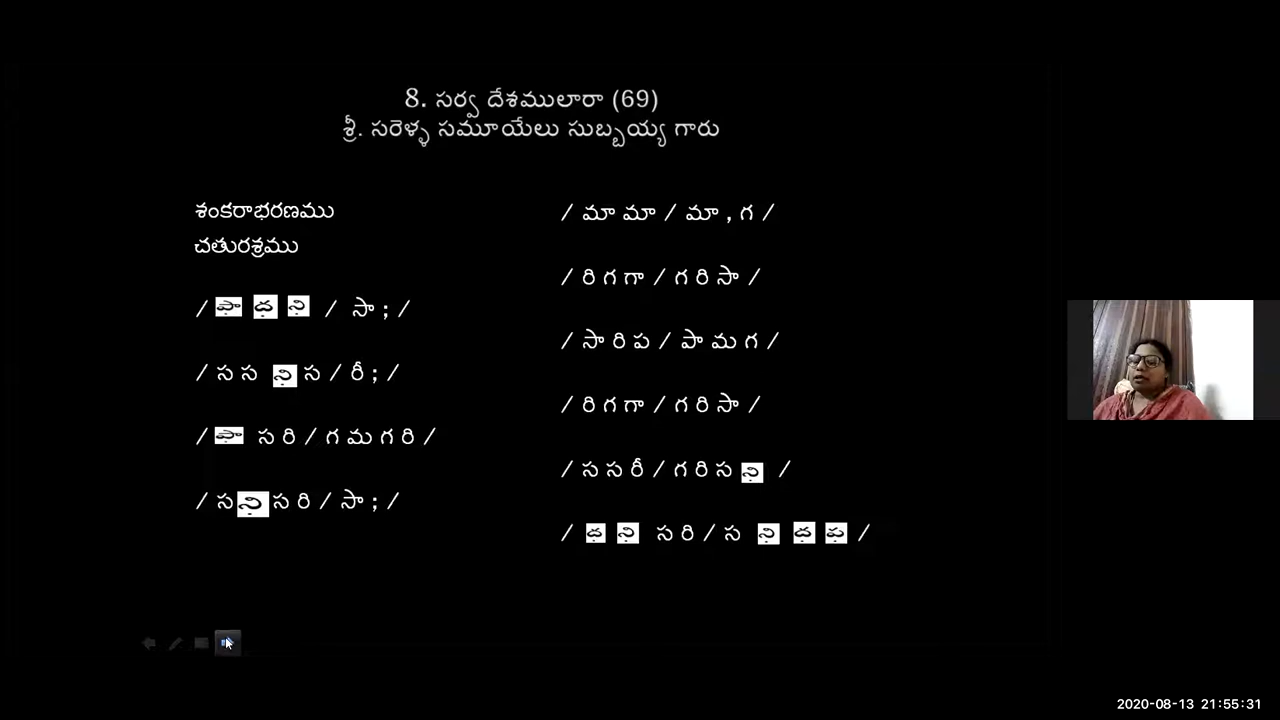 8. సర్వ దేశములారా (69)
శ్రీ. సరెళ్ళ సమూయేలు సుబ్బయ్య గారు
శంకరాభరణము
చతురశ్రము
/ పా̣ ద̣ ని̣ / సా ; /
/ స స ని̣ స / రీ ; /
/ పా̣ స రి / గ మ గ రి /
/ స ని̣ స రి / సా ; /
/ మా మా / మా , గ /
/ రి గ గా / గ రి సా /
/ సా రి ప / పా మ గ /
/ రి గ గా / గ రి సా /
/ స స రీ / గ రి స ని̣ /
/ ద̣ ని̣ స రి / స ని̣ ద̣ ప̣ /
2020-08-13 21:55:31